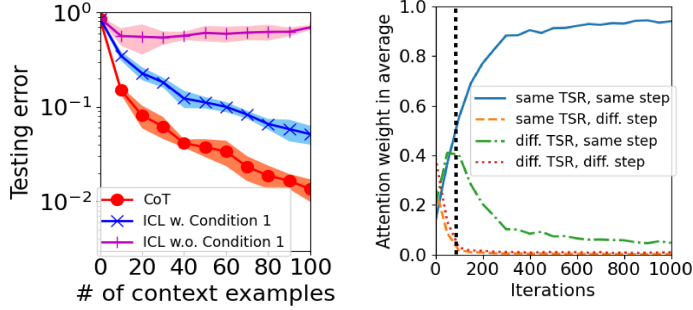 Testing error
10⁰
10⁻¹
10⁻²
CoT
ICL w. Condition 1
ICL w.o. Condition 1
0 20 40 60 80 100
# of context examples
Attention weight in average
1.0
0.8
0.6
0.4
0.2
0.0
same TSR, same step
same TSR, diff. step
diff. TSR, same step
diff. TSR, diff. step
0 200 400 600 800 1000
Iterations